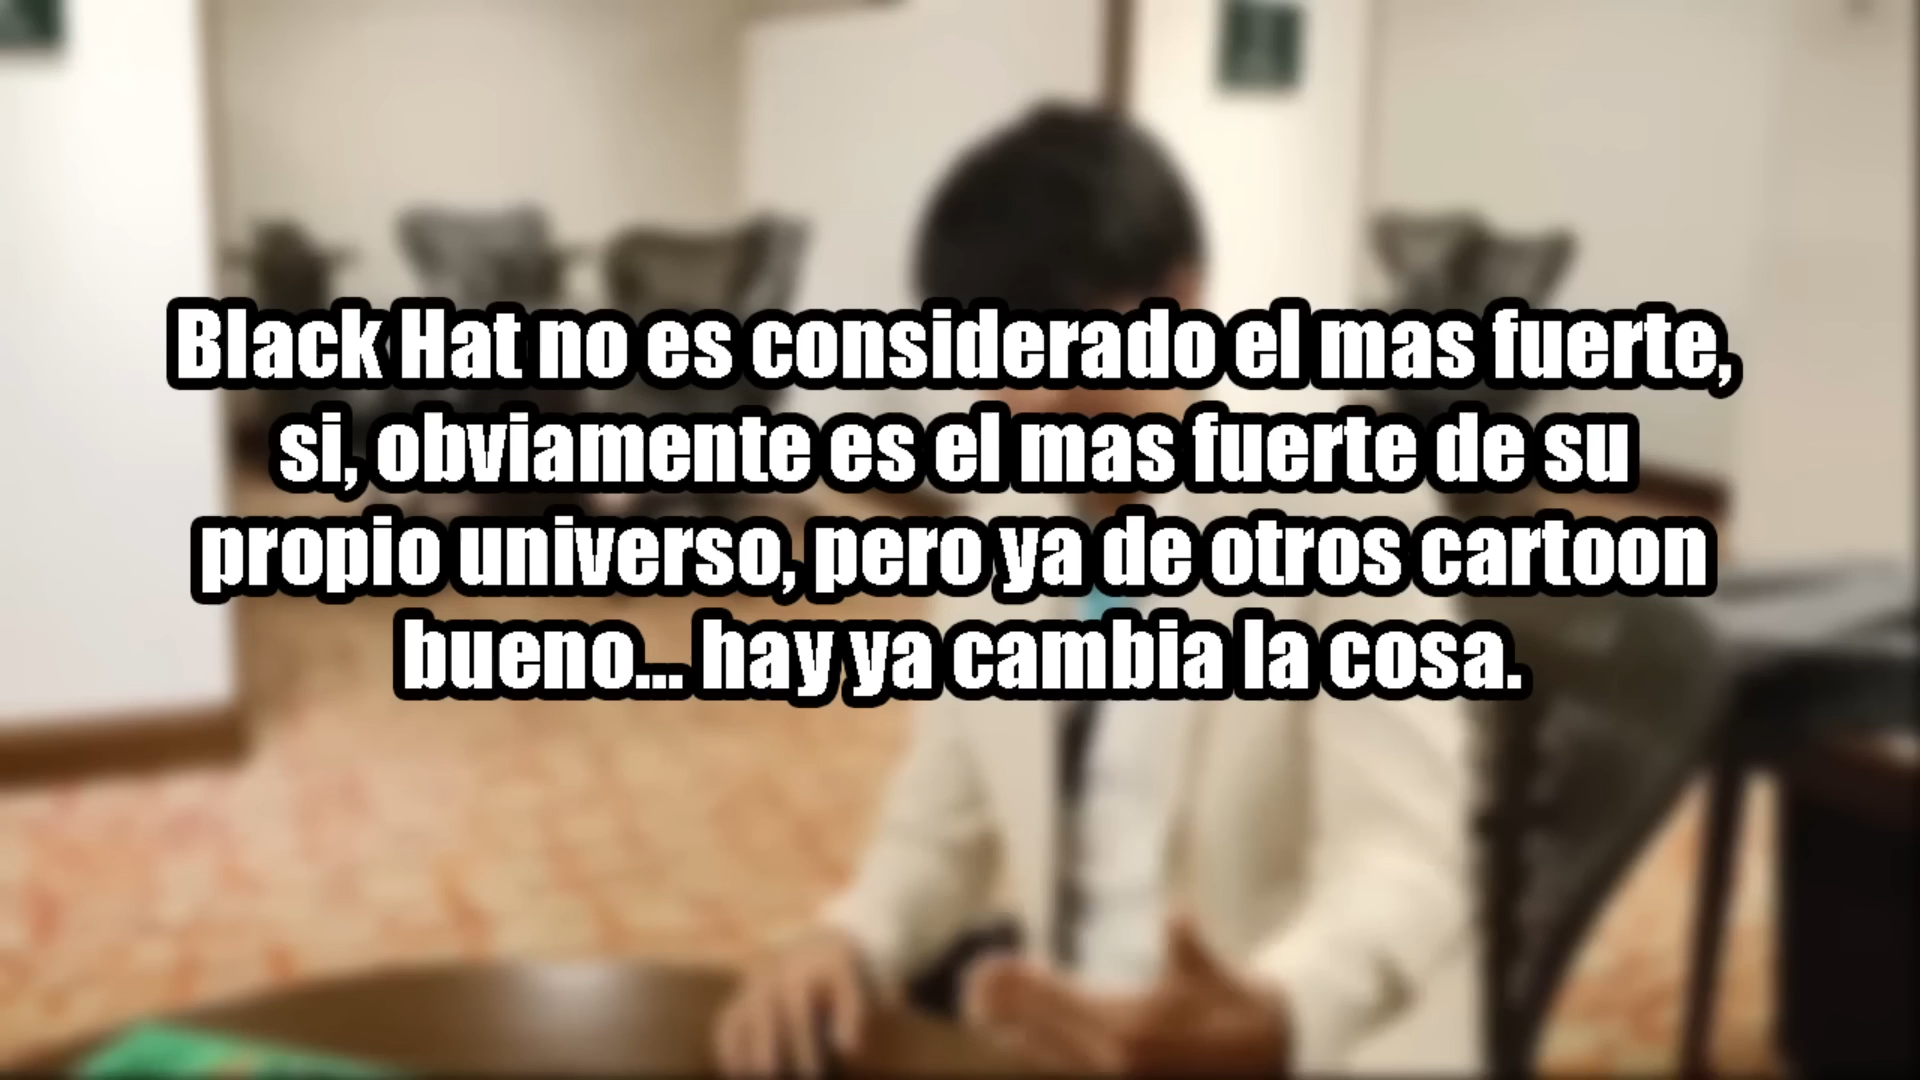 Black Hat no es considerado el mas fuerte,
si, obviamente es el mas fuerte de su
propio universo, pero ya de otros cartoon
bueno... hay ya cambia la cosa.